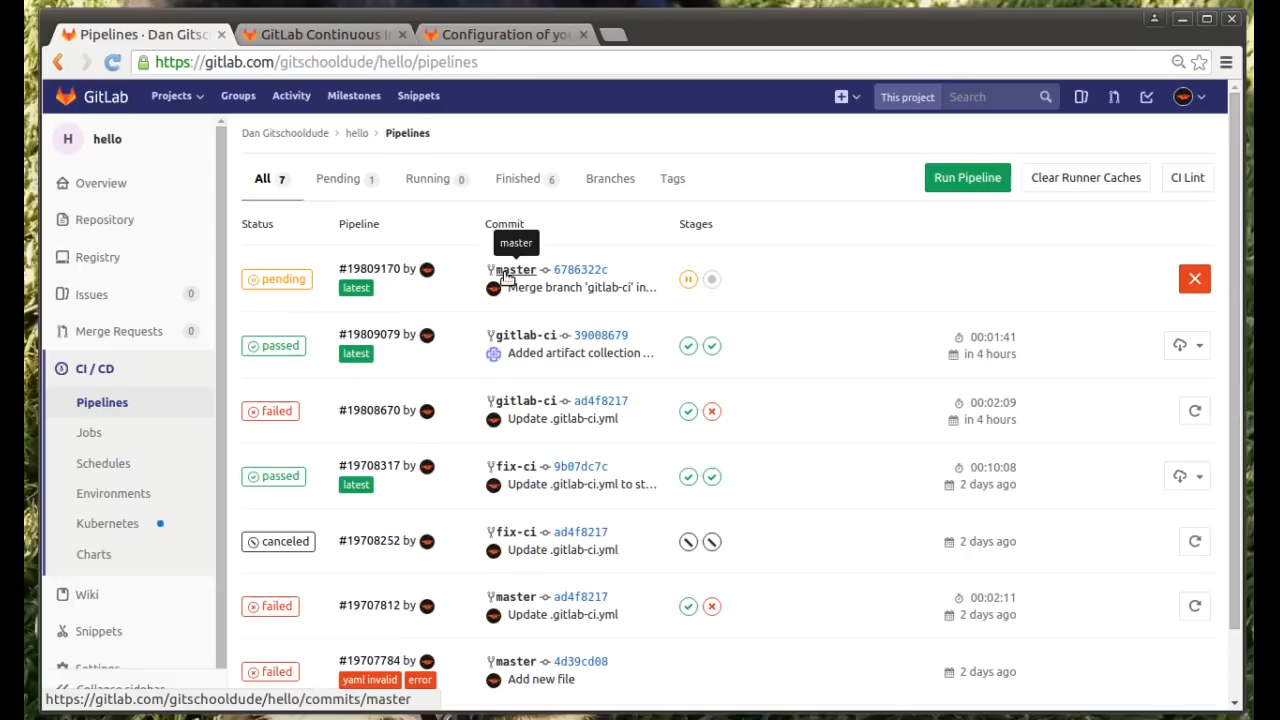 Pipelines · Dan Gitsc
GitLab Continuous I
Configuration of yo
https://gitlab.com/gitschooldude/hello/pipelines
GitLab
Projects
Groups
Activity
Milestones
Snippets
This project
Search
H
hello
Overview
Repository
Registry
Issues 0
Merge Requests 0
CI / CD
Pipelines
Jobs
Schedules
Environments
Kubernetes
Charts
Wiki
Snippets
Settings
Collapse sidebar
Dan Gitschooldude › hello › Pipelines
All 7
Pending 1
Running 0
Finished 6
Branches
Tags
Run Pipeline
Clear Runner Caches
CI Lint
Status
Pipeline
Commit
Stages
master
pending
#19809170 by
latest
master 6786322c
Merge branch 'gitlab-ci' in...
passed
#19809079 by
latest
gitlab-ci 39008679
Added artifact collection ...
00:01:41
in 4 hours
failed
#19808670 by
gitlab-ci ad4f8217
Update .gitlab-ci.yml
00:02:09
in 4 hours
passed
#19708317 by
latest
fix-ci 9b07dc7c
Update .gitlab-ci.yml to st...
00:10:08
2 days ago
canceled
#19708252 by
fix-ci ad4f8217
Update .gitlab-ci.yml
2 days ago
failed
#19707812 by
master ad4f8217
Update .gitlab-ci.yml
00:02:11
2 days ago
failed
#19707784 by
yaml invalid error
master 4d39cd08
Add new file
2 days ago
https://gitlab.com/gitschooldude/hello/commits/master